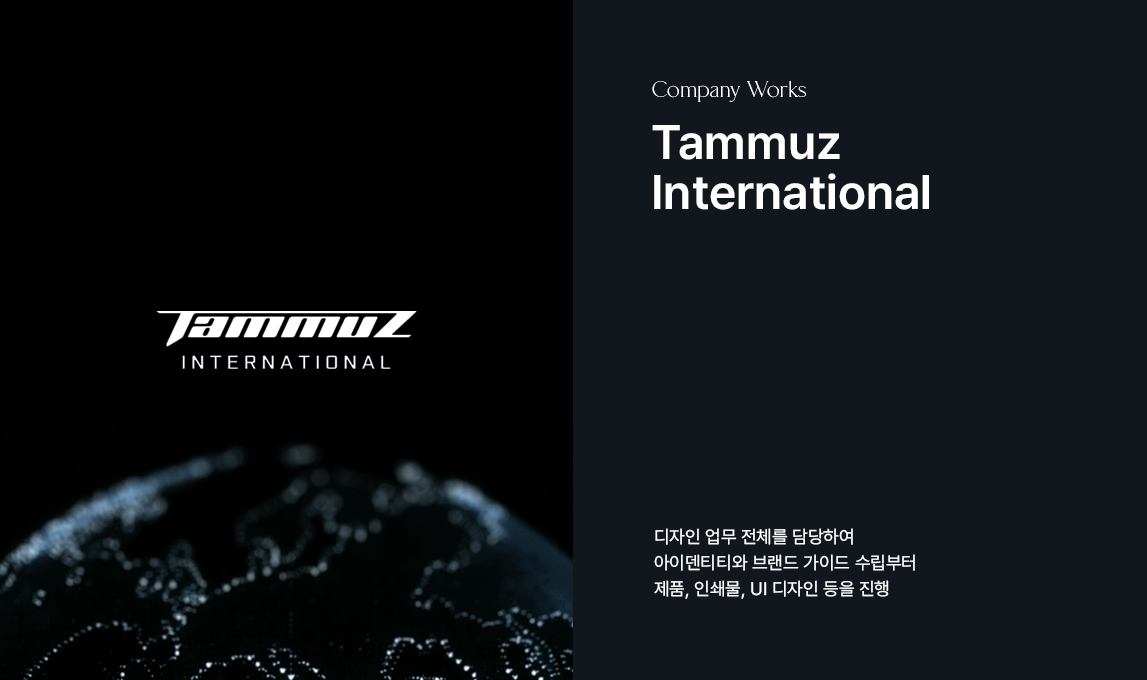 Tammuz
INTERNATIONAL
Company Works
Tammuz
International
디자인 업무 전체를 담당하여
아이덴티티와 브랜드 가이드 수립부터
제품, 인쇄물, UI 디자인 등을 진행